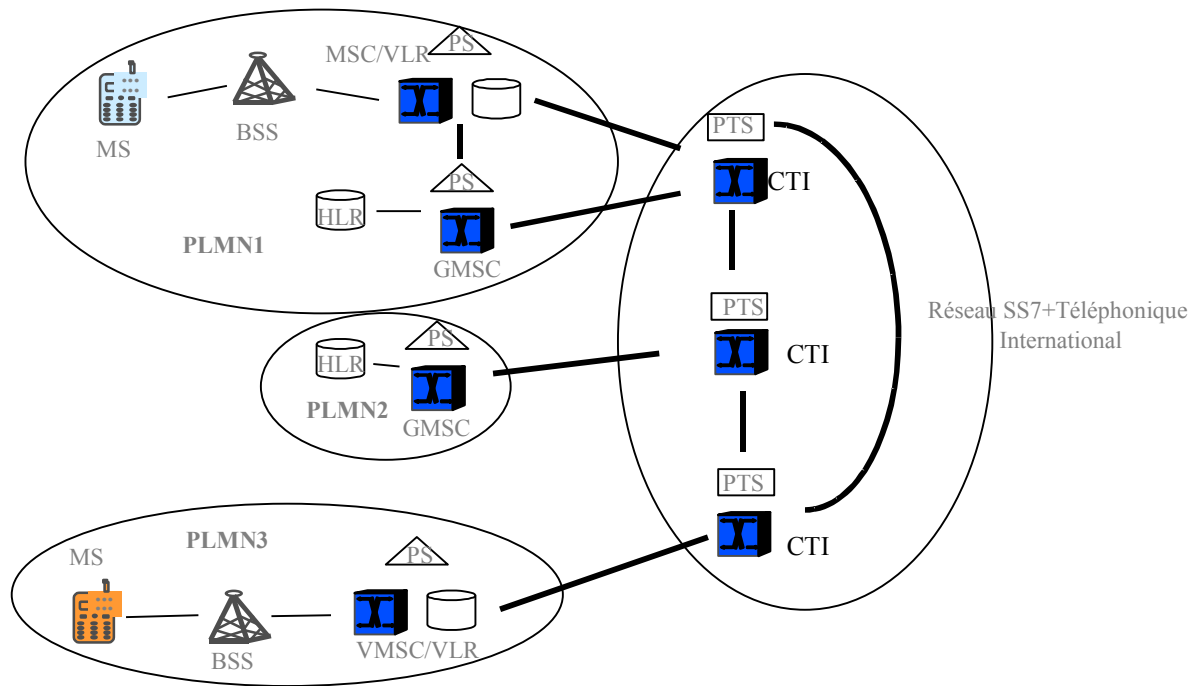 PS
MSC/VLR
BSS
MS
PS
HLR
PLMN1
GMSC
PTS
CTI
PS
HLR
PLMN2
GMSC
PTS
CTI
Réseau SS7+Téléphonique
International
PTS
CTI
PLMN3
MS
PS
BSS
VMSC/VLR